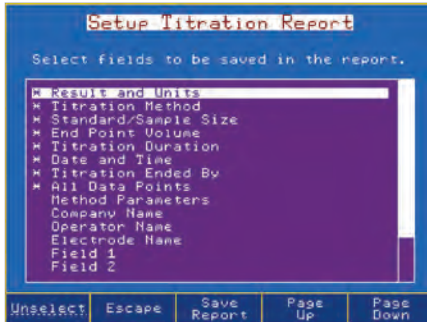 Setup Titration Report
Select fields to be saved in the report.
* Result and Units
* Titration Method
* Standard/Sample Size
* End Point Volume
* Titration Duration
* Date and Time
* Titration Ended By
* All Data Points
Method Parameters
Company Name
Operator Name
Electrode Name
Field 1
Field 2
Unselect Escape Save Report Page Up Page Down